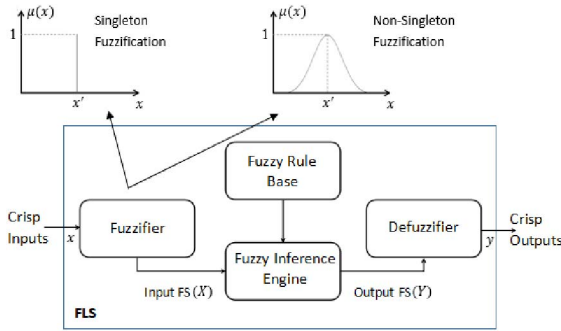 μ(x)
Singleton
Fuzzification
1
x′
x
μ(x)
Non-Singleton
Fuzzification
1
x′
x
Fuzzy Rule
Base
Crisp
Inputs
x
Fuzzifier
Defuzzifier
y
Crisp
Outputs
Fuzzy Inference
Engine
Input FS(X)
Output FS(Y)
FLS